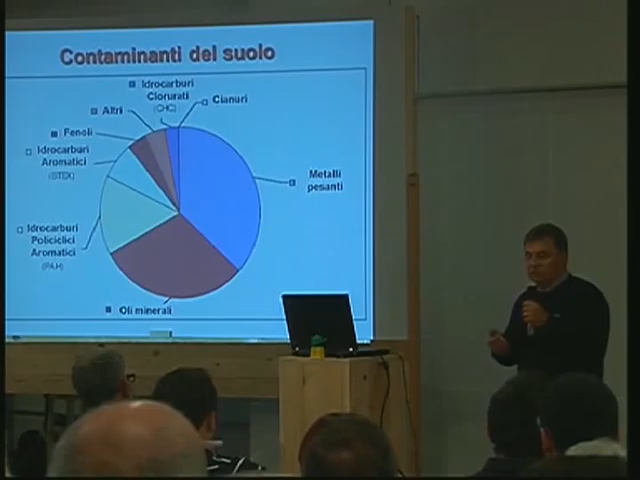 Contaminanti del suolo
Idrocarburi
Clorurati
(CHC)
Cianuri
Altri
Fenoli
Idrocarburi
Aromatici
(BTEX)
Metalli
pesanti
Idrocarburi
Policiclici
Aromatici
(PAH)
Oli minerali